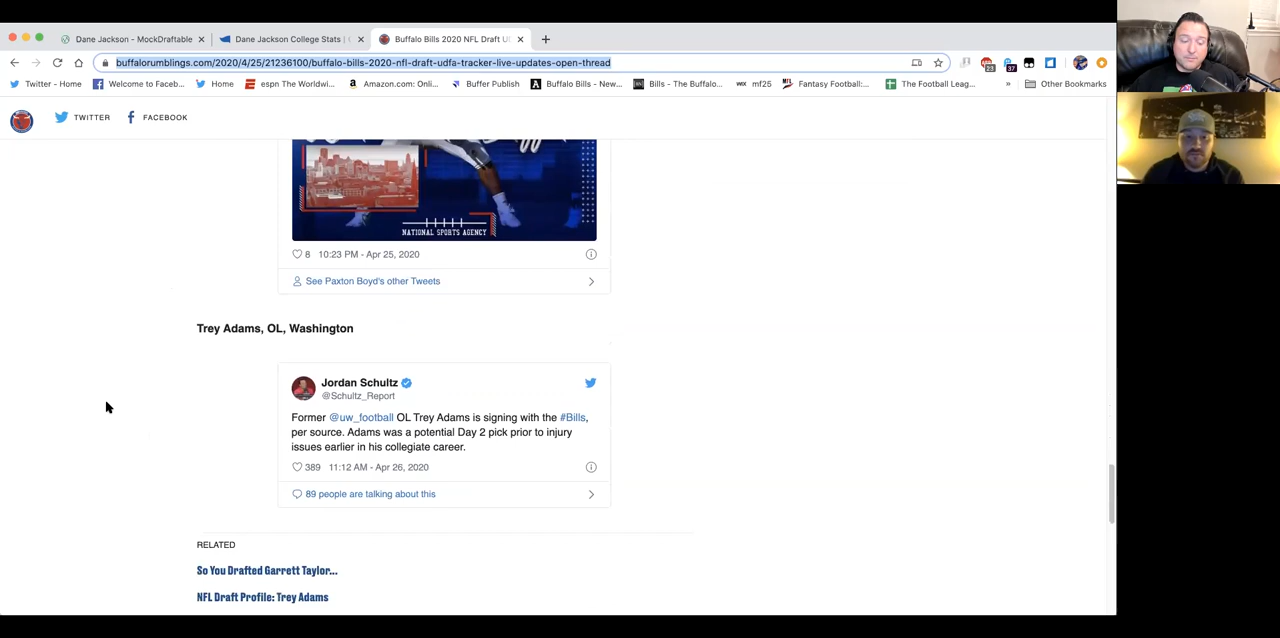 Dane Jackson - MockDraftable
Dane Jackson College Stats |
Buffalo Bills 2020 NFL Draft U
buffalorumblings.com/2020/4/25/21236100/buffalo-bills-2020-nfl-draft-udfa-tracker-live-updates-open-thread
23
37
Twitter - Home
Welcome to Faceb...
Home
espn The Worldwi...
Amazon.com: Onli...
Buffer Publish
Buffalo Bills - New...
Bills - The Buffalo...
WIX mf25
Fantasy Football:...
The Football Leag...
» Other Bookmarks
TWITTER
FACEBOOK
NATIONAL SPORTS AGENCY
8 10:23 PM - Apr 25, 2020
See Paxton Boyd's other Tweets
Trey Adams, OL, Washington
Jordan Schultz
@Schultz_Report
Former @uw_football OL Trey Adams is signing with the #Bills,
per source. Adams was a potential Day 2 pick prior to injury
issues earlier in his collegiate career.
389 11:12 AM - Apr 26, 2020
89 people are talking about this
RELATED
So You Drafted Garrett Taylor...
NFL Draft Profile: Trey Adams